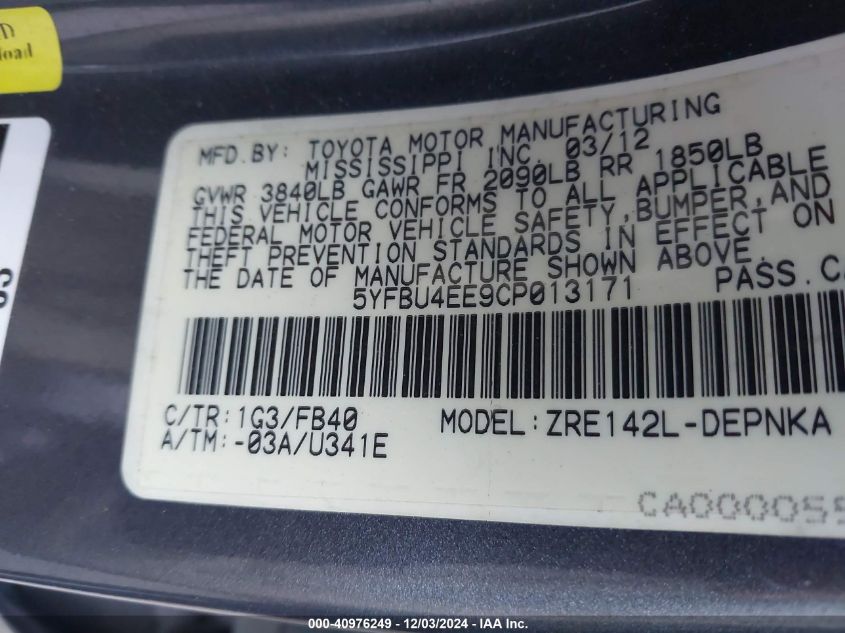 D
load
MFD.BY: TOYOTA MOTOR MANUFACTURING
MISSISSIPPI INC. 03/12
GVWR 3840LB GAWR FR 2090LB RR 1850LB
THIS VEHICLE CONFORMS TO ALL APPLICABLE
FEDERAL MOTOR VEHICLE SAFETY,BUMPER,AND
THEFT PREVENTION STANDARDS IN EFFECT ON
THE DATE OF MANUFACTURE SHOWN ABOVE.
5YFBU4EE9CP013171 PASS.CA
C/TR:1G3/FB40 MODEL:ZRE142L-DEPNKA
A/TM:-03A/U341E
CA000055
000-40976249 - 12/03/2024 - IAA Inc.